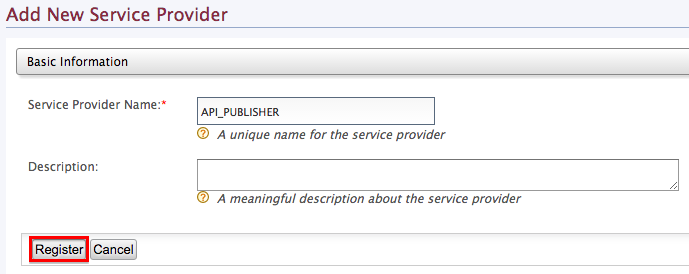 Add New Service Provider
Basic Information
Service Provider Name:*
API_PUBLISHER
? A unique name for the service provider
Description:
? A meaningful description about the service provider
Register Cancel